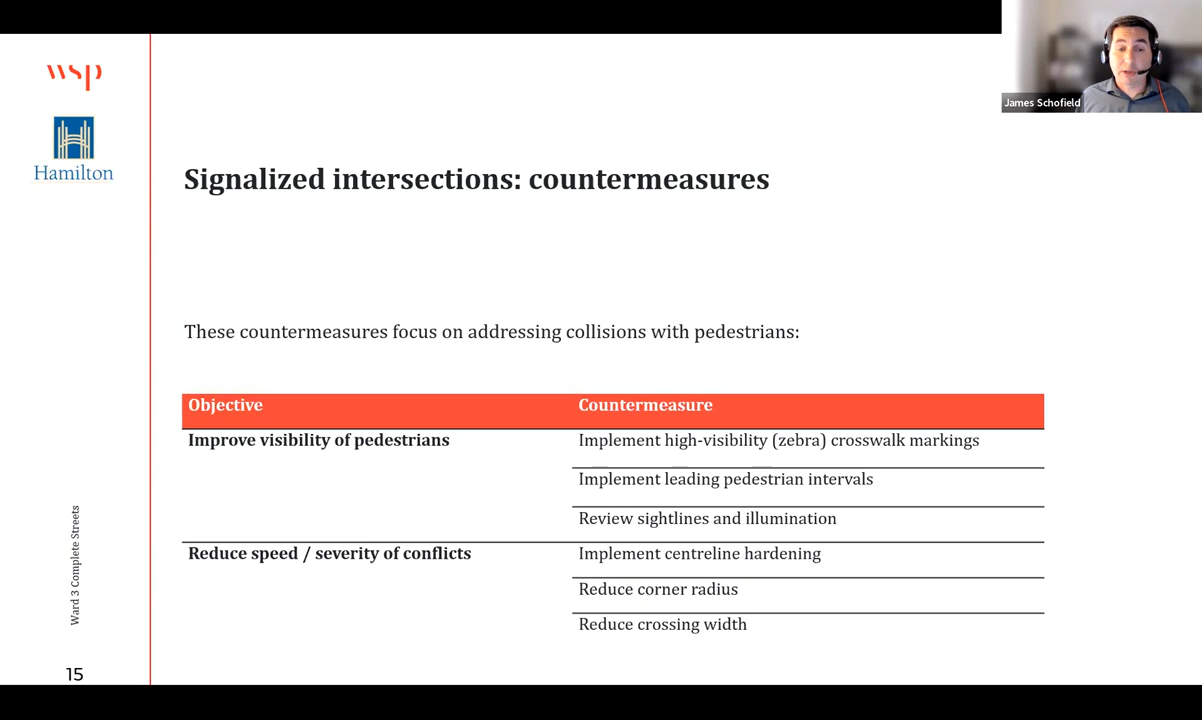 wsp
Hamilton
James Schofield
Signalized intersections: countermeasures
These countermeasures focus on addressing collisions with pedestrians:
Objective Countermeasure
Improve visibility of pedestrians Implement high-visibility (zebra) crosswalk markings
Implement leading pedestrian intervals
Review sightlines and illumination
Reduce speed / severity of conflicts Implement centreline hardening
Reduce corner radius
Reduce crossing width
Ward 3 Complete Streets
15